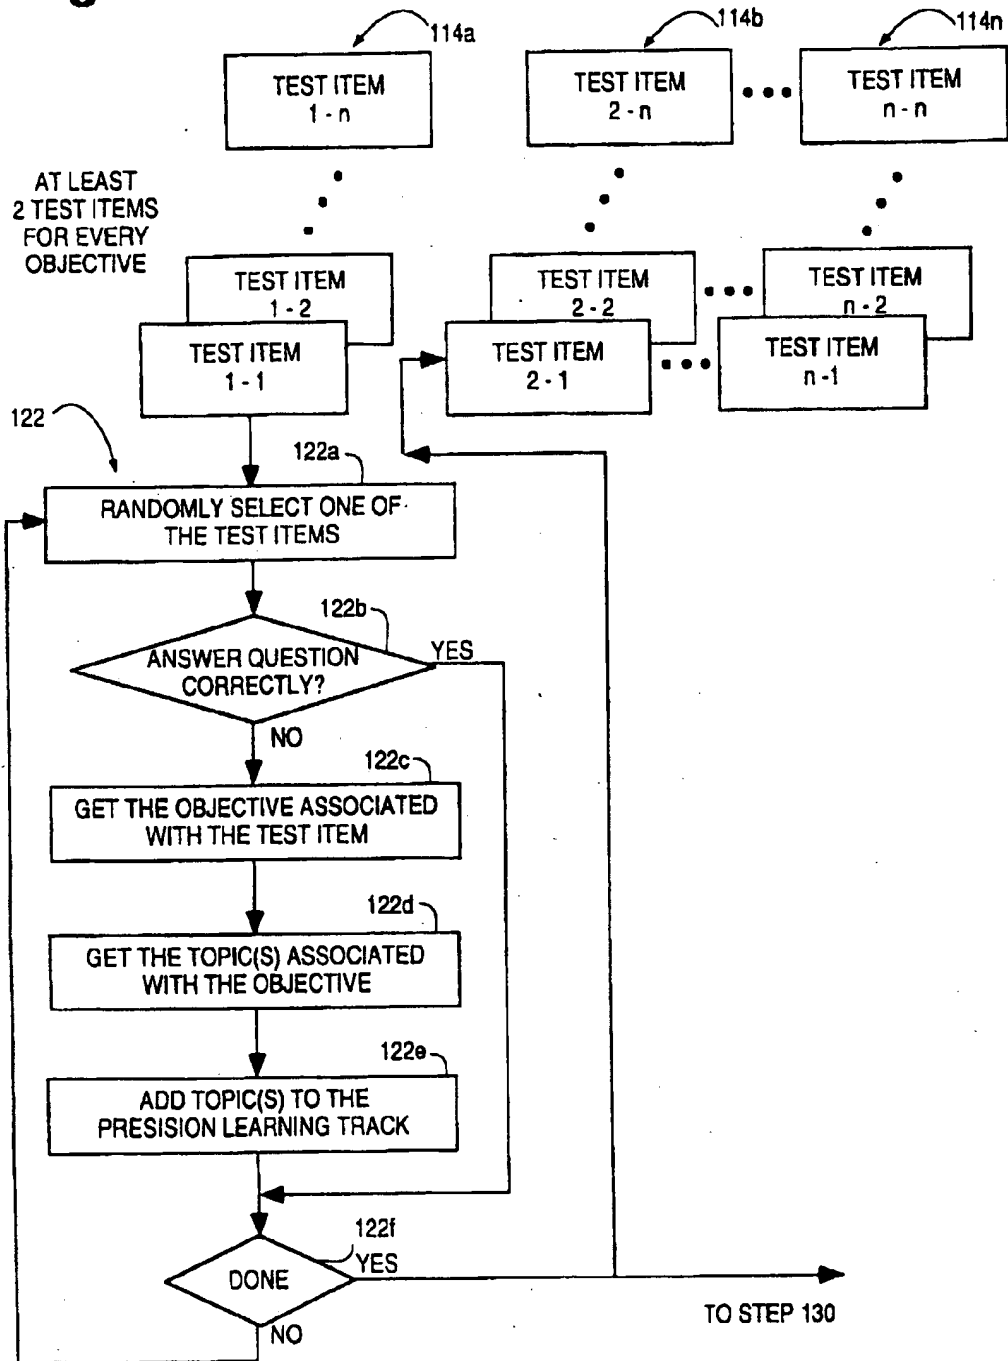 114a
114b
114n
TEST ITEM
1 - n
TEST ITEM
2 - n
TEST ITEM
n - n
AT LEAST
2 TEST ITEMS
FOR EVERY
OBJECTIVE
TEST ITEM
1 - 2
TEST ITEM
2 - 2
TEST ITEM
n - 2
TEST ITEM
1 - 1
TEST ITEM
2 - 1
TEST ITEM
n - 1
122
122a
RANDOMLY SELECT ONE OF
THE TEST ITEMS
122b
ANSWER QUESTION
CORRECTLY?
YES
NO
122c
GET THE OBJECTIVE ASSOCIATED
WITH THE TEST ITEM
122d
GET THE TOPIC(S) ASSOCIATED
WITH THE OBJECTIVE
122e
ADD TOPIC(S) TO THE
PRESISION LEARNING TRACK
122f
DONE
YES
NO
TO STEP 130